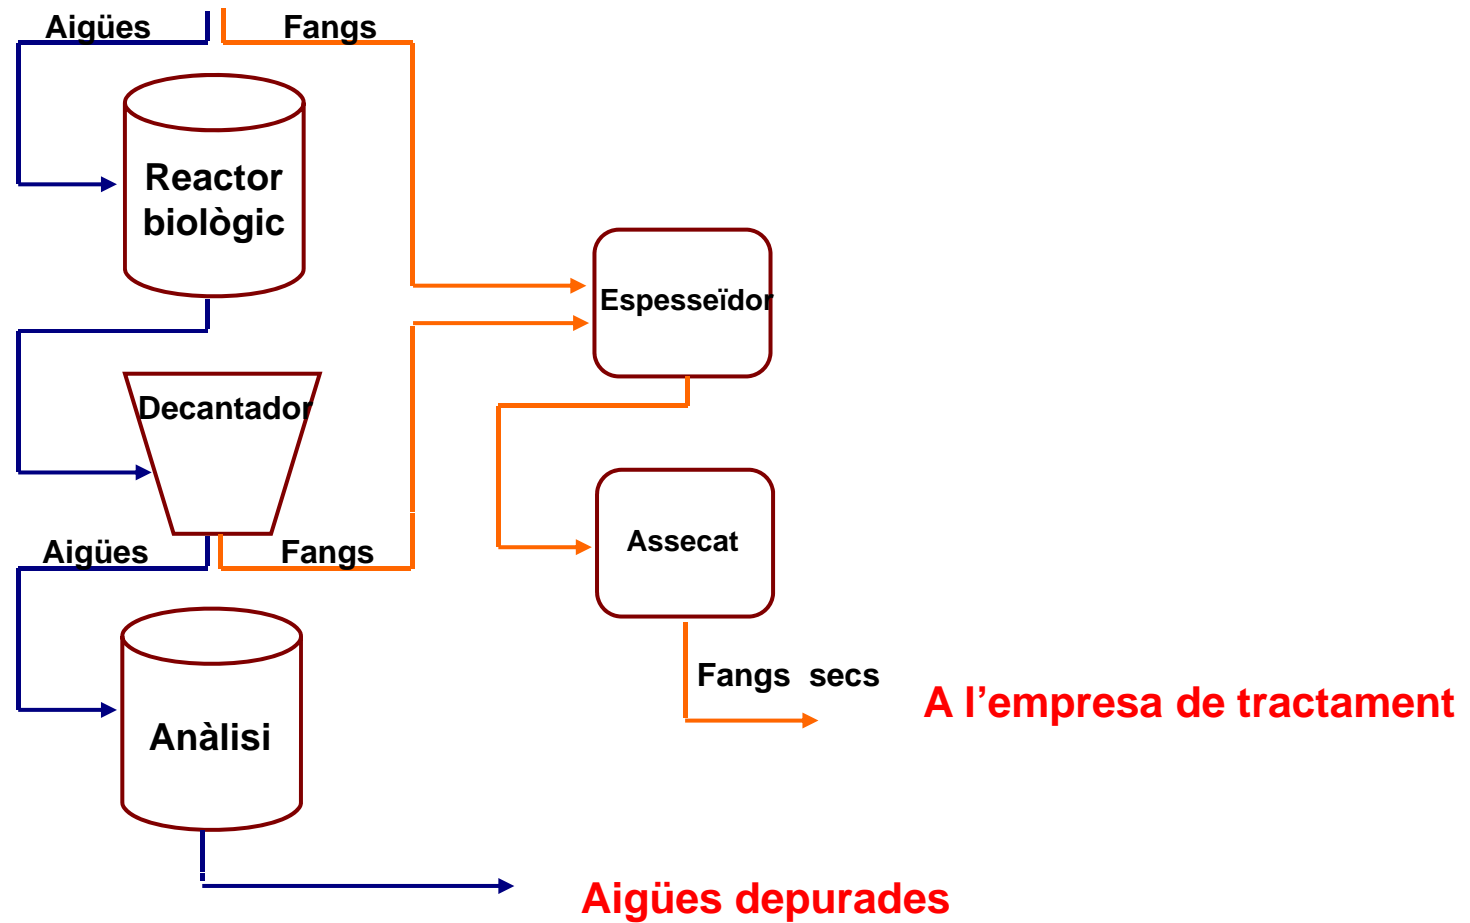 Aigües
Fangs
Reactor
biològic
Espesseïdor
Decantador
Aigües
Fangs
Assecat
Fangs secs
A l’empresa de tractament
Anàlisi
Aigües depurades